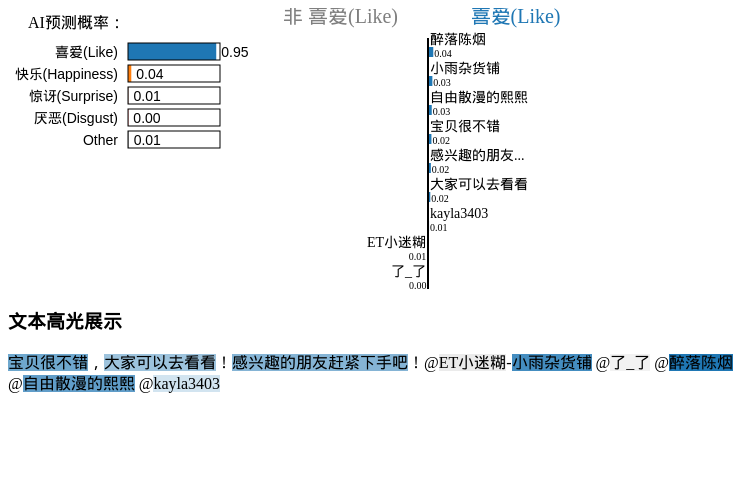 AI预测概率：
喜爱(Like) 0.95
快乐(Happiness) 0.04
惊讶(Surprise) 0.01
厌恶(Disgust) 0.00
Other 0.01
非 喜爱(Like) 喜爱(Like)
醉落陈烟
0.04
小雨杂货铺
0.03
自由散漫的熙熙
0.03
宝贝很不错
0.02
感兴趣的朋友...
0.02
大家可以去看看
0.02
kayla3403
0.01
ET小迷糊
0.01
了_了
0.00
文本高光展示
宝贝很不错，大家可以去看看！感兴趣的朋友赶紧下手吧！@ET小迷糊-小雨杂货铺 @了_了 @醉落陈烟
@自由散漫的熙熙 @kayla3403